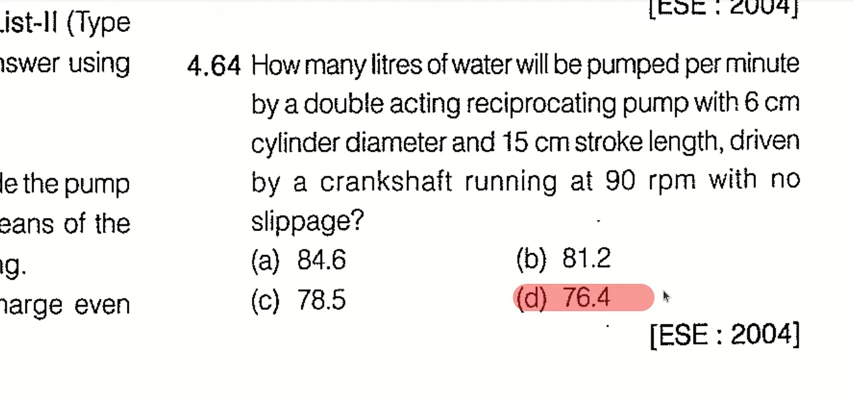 [ESE : 2004]
List-II (Type
nswer using
4.64 How many litres of water will be pumped per minute
by a double acting reciprocating pump with 6 cm
cylinder diameter and 15 cm stroke length, driven
by a crankshaft running at 90 rpm with no
slippage?
(a) 84.6 (b) 81.2
(c) 78.5 (d) 76.4
[ESE : 2004]
le the pump
eans of the
ng.
harge even